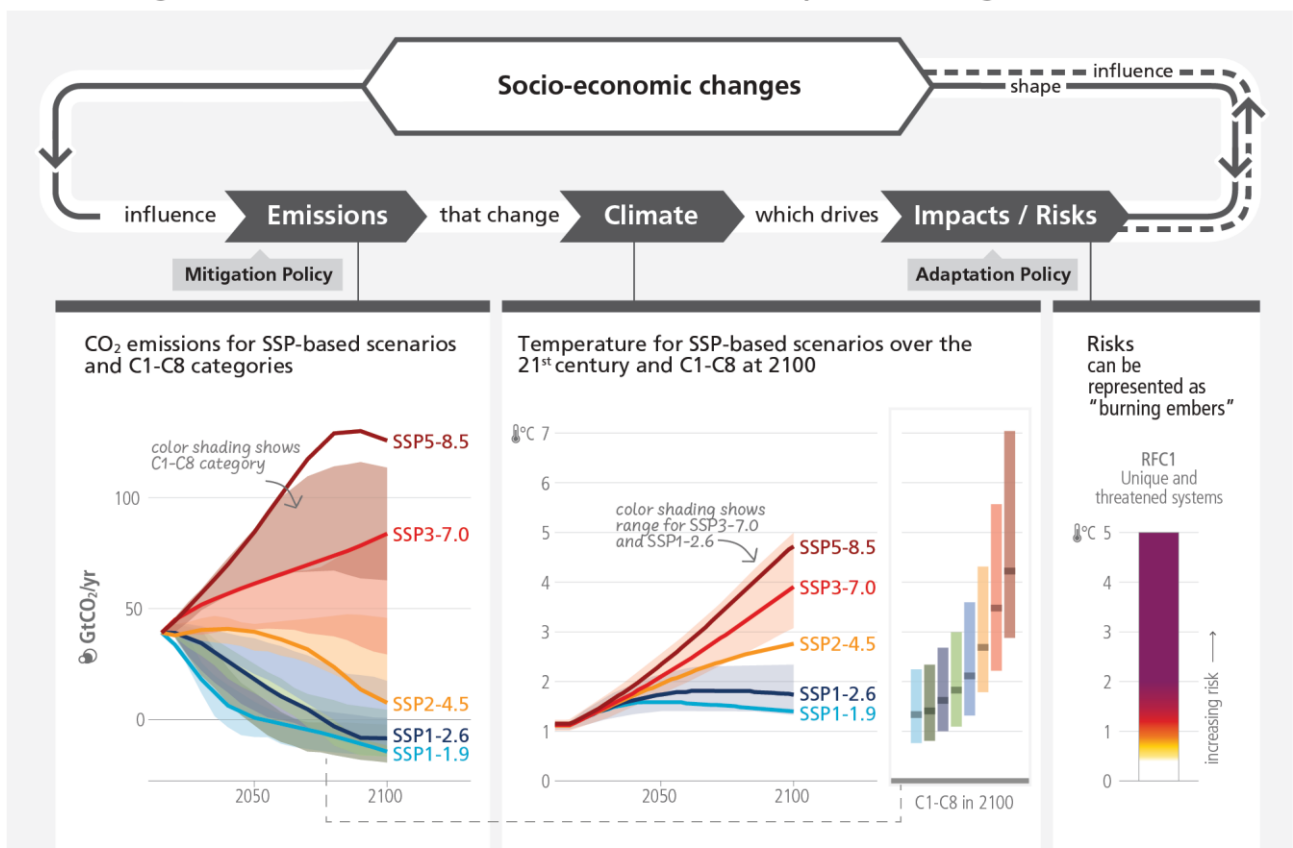 Socio-economic changes
influence
shape
influence
Emissions
that change
Climate
which drives
Impacts / Risks
Mitigation Policy
Adaptation Policy
CO₂ emissions for SSP-based scenarios
and C1-C8 categories
color shading shows
C1-C8 category
GtCO₂/yr
100
50
0
2050
2100
SSP5-8.5
SSP3-7.0
SSP2-4.5
SSP1-2.6
SSP1-1.9
Temperature for SSP-based scenarios over the
21st century and C1-C8 at 2100
°C 7
6
5
4
3
2
1
0
color shading shows
range for SSP3-7.0
and SSP1-2.6
2050
2100
SSP5-8.5
SSP3-7.0
SSP2-4.5
SSP1-2.6
SSP1-1.9
C1-C8 in 2100
Risks
can be
represented as
“burning embers”
RFC1
Unique and
threatened systems
°C 5
4
3
2
1
0
increasing risk